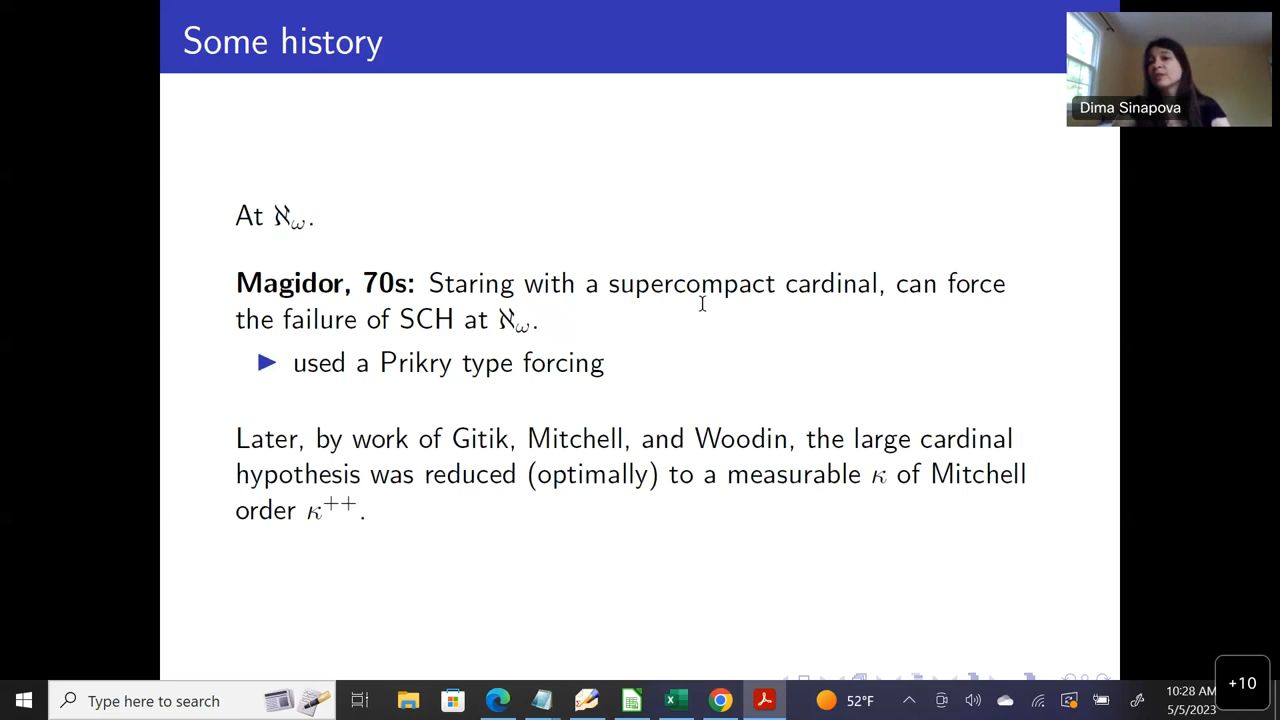 Some history
Dima Sinapova
At ℵ_ω.
Magidor, 70s: Staring with a supercompact cardinal, can force
the failure of SCH at ℵ_ω.
► used a Prikry type forcing
Later, by work of Gitik, Mitchell, and Woodin, the large cardinal
hypothesis was reduced (optimally) to a measurable κ of Mitchell
order κ⁺⁺.
+10
Type here to search
52°F
10:28 AM
5/5/2023